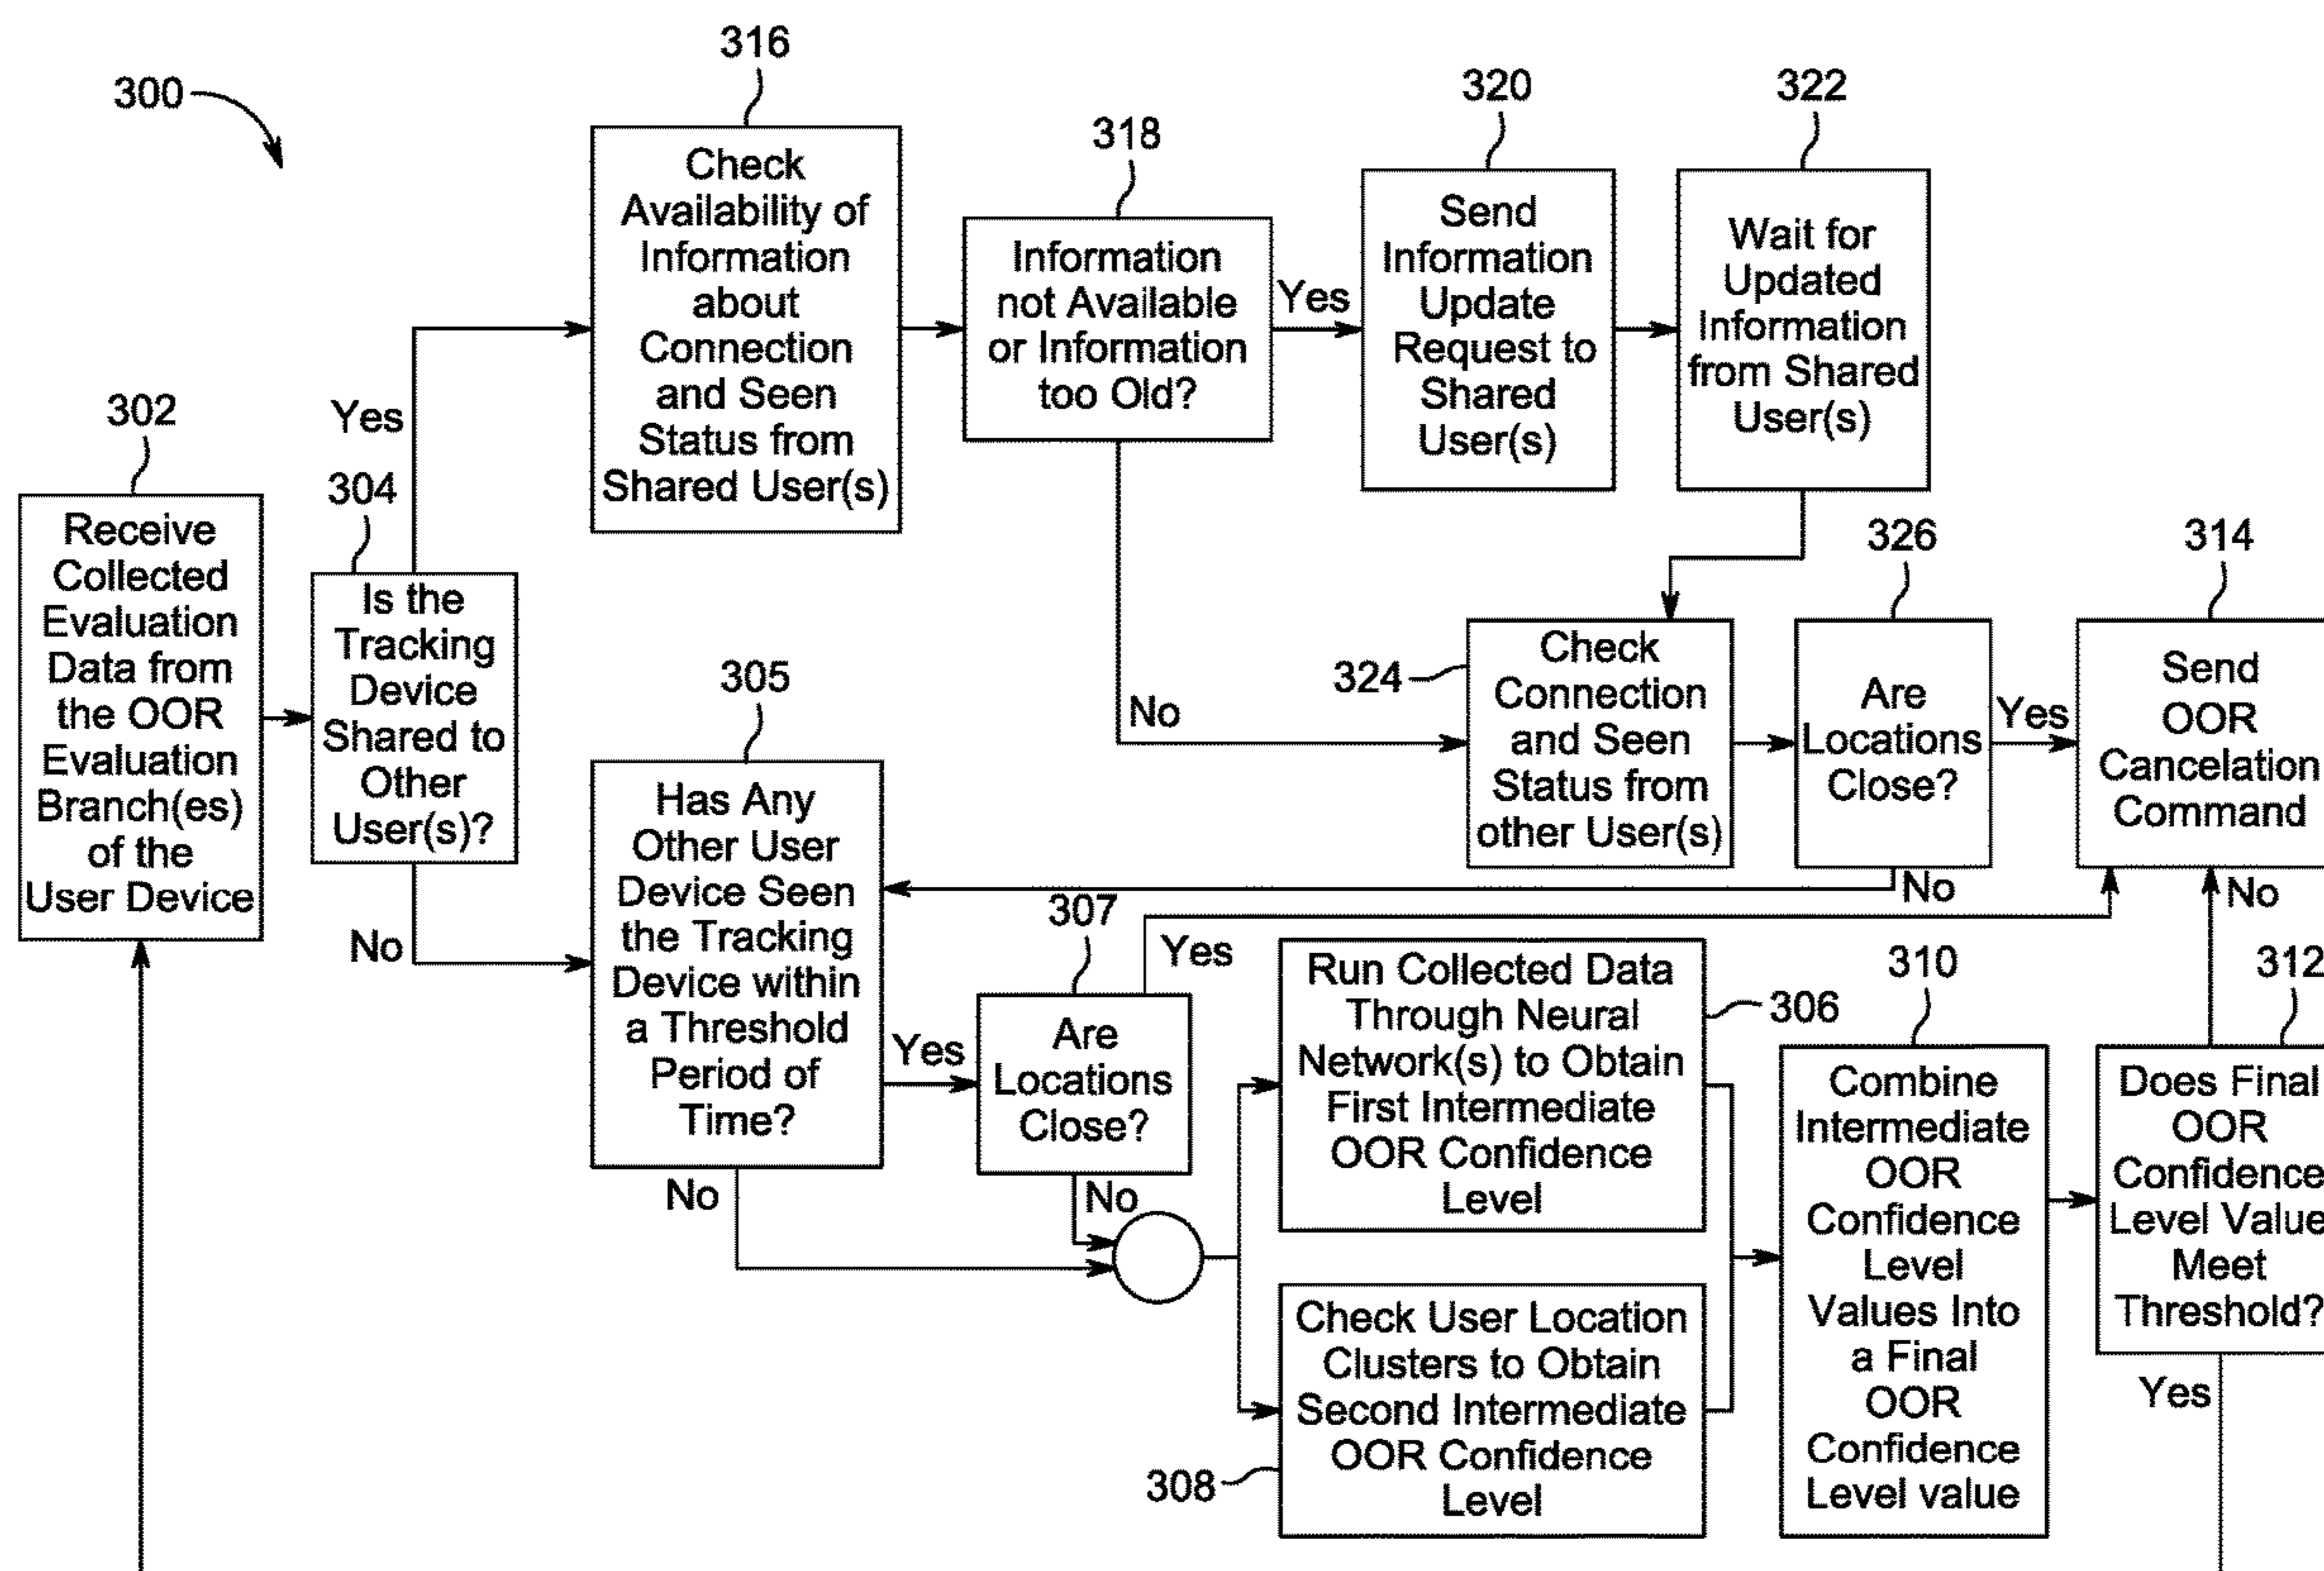 300
316
Check
Availability of
Information
about
Connection
and Seen
Status from
Shared User(s)
318
Information
not Available
or Information
too Old?
Yes
No
320
Send
Information
Update
Request to
Shared
User(s)
322
Wait for
Updated
Information
from Shared
User(s)
302
Receive
Collected
Evaluation
Data from
the OOR
Evaluation
Branch(es)
of the
User Device
304
Is the
Tracking
Device
Shared to
Other
User(s)?
Yes
No
324
Check
Connection
and Seen
Status from
other User(s)
326
Are
Locations
Close?
Yes
No
314
Send
OOR
Cancelation
Command
305
Has Any
Other User
Device Seen
the Tracking
Device within
a Threshold
Period of
Time?
Yes
No
307
Are
Locations
Close?
Yes
No
306
Run Collected Data
Through Neural
Network(s) to Obtain
First Intermediate
OOR Confidence
Level
308
Check User Location
Clusters to Obtain
Second Intermediate
OOR Confidence
Level
310
Combine
Intermediate
OOR
Confidence
Level
Values Into
a Final
OOR
Confidence
Level value
312
Does Final
OOR
Confidence
Level Value
Meet
Threshold?
No
Yes